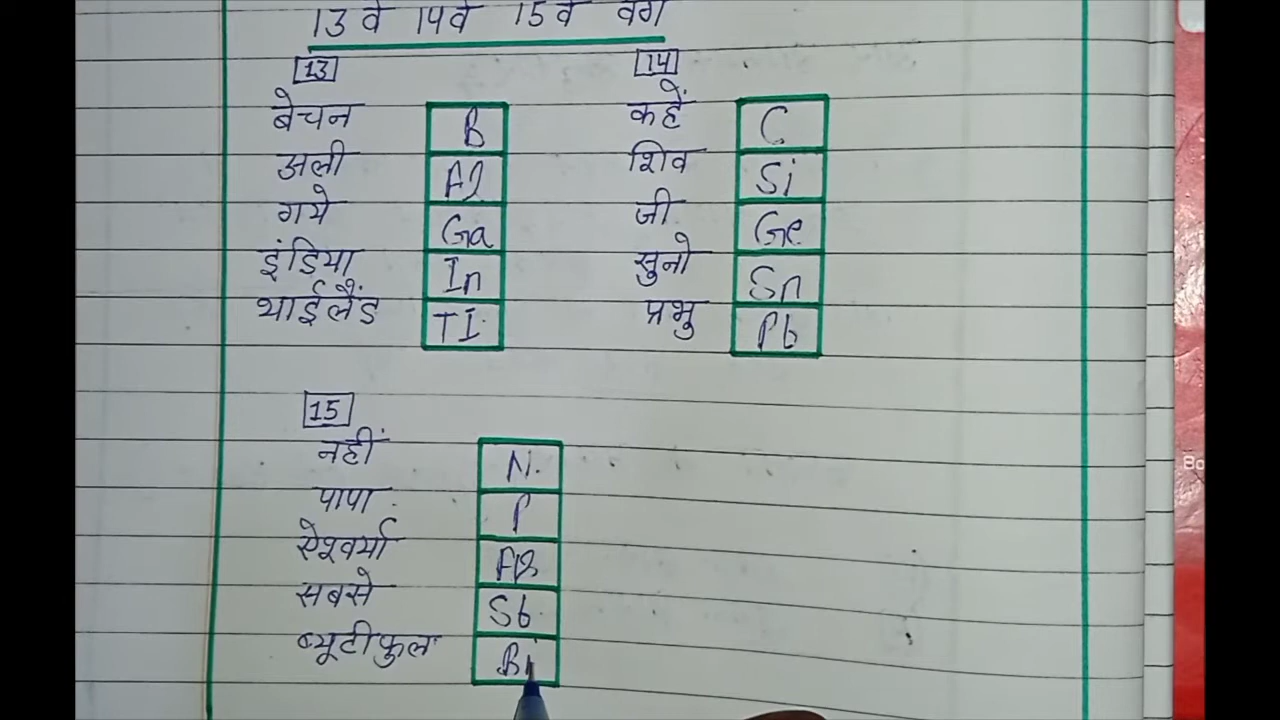 13 वे 14 वे 15 वे वर्ग
13
बेचन B
अली Al
गये Ga
इंडिया In
थाईलैंड TI
14
कहें C
शिव Si
जी Ge
सुनो Sn
प्रभु Pb
15
नहीं N
पापा P
ऐश्वर्या As
सबसे Sb
ब्यूटीफुल Bi